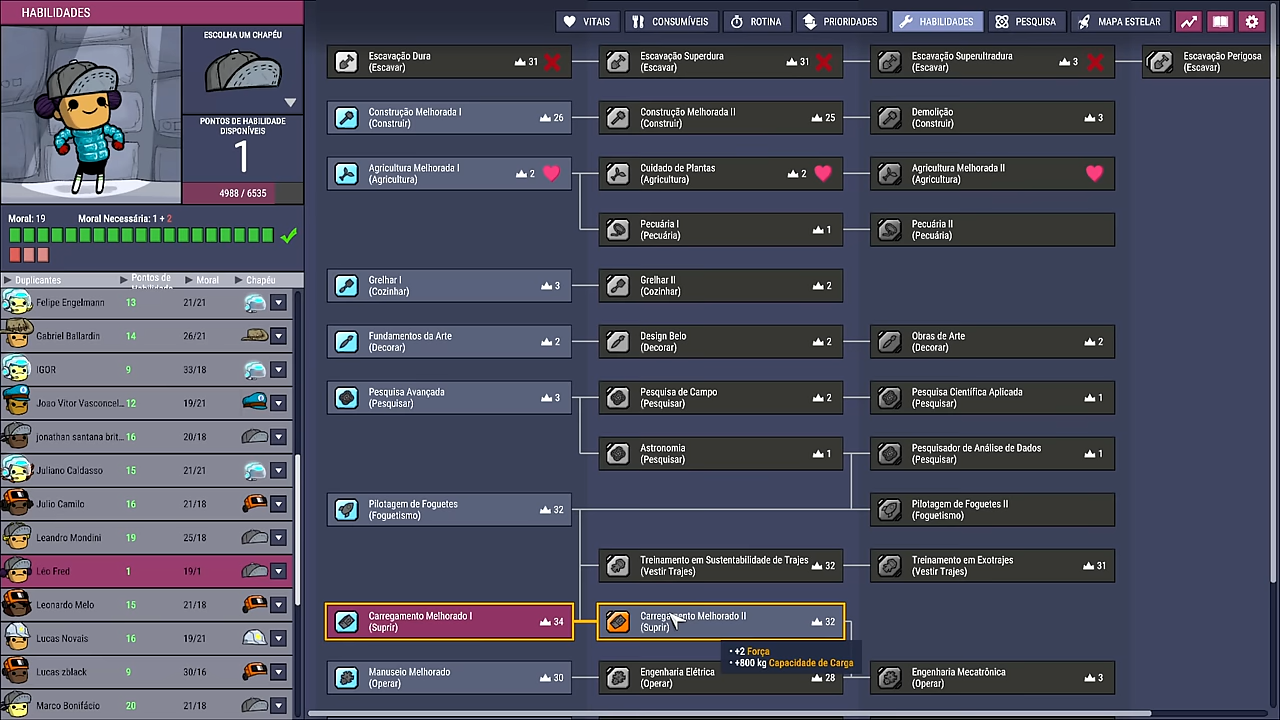 HABILIDADES
VITAIS
CONSUMÍVEIS
ROTINA
PRIORIDADES
HABILIDADES
PESQUISA
MAPA ESTELAR
ESCOLHA UM CHAPÉU
PONTOS DE HABILIDADE
DISPONÍVEIS
1
4988 / 6535
Moral: 19
Moral Necessária: 1 + 2
Duplicantes
Pontos de
Habilidade
Moral
Chapéu
Felipe Engelmann 13 21/21
Gabriel Ballardin 14 26/21
IGOR 9 33/18
Joao Vitor Vasconcel... 12 19/21
jonathan santana brit... 16 20/18
Juliano Caldasso 15 21/21
Julio Camilo 16 21/18
Leandro Mondini 19 25/18
Léo Fred 1 19/1
Leonardo Melo 15 21/18
Lucas Novais 16 19/21
Lucas zblack 9 30/16
Marco Bonifácio 20 21/18
Escavação Dura
(Escavar)
31
Escavação Superdura
(Escavar)
31
Escavação Superultradura
(Escavar)
3
Escavação Perigosa
(Escavar)
Construção Melhorada I
(Construir)
26
Construção Melhorada II
(Construir)
25
Demolição
(Construir)
3
Agricultura Melhorada I
(Agricultura)
2
Cuidado de Plantas
(Agricultura)
2
Agricultura Melhorada II
(Agricultura)
Pecuária I
(Pecuária)
1
Pecuária II
(Pecuária)
Grelhar I
(Cozinhar)
3
Grelhar II
(Cozinhar)
2
Fundamentos da Arte
(Decorar)
2
Design Belo
(Decorar)
2
Obras de Arte
(Decorar)
2
Pesquisa Avançada
(Pesquisar)
3
Pesquisa de Campo
(Pesquisar)
2
Pesquisa Científica Aplicada
(Pesquisar)
1
Astronomia
(Pesquisar)
1
Pesquisador de Análise de Dados
(Pesquisar)
1
Pilotagem de Foguetes
(Foguetismo)
32
Pilotagem de Foguetes II
(Foguetismo)
Treinamento em Sustentabilidade de Trajes
(Vestir Trajes)
32
Treinamento em Exotrajes
(Vestir Trajes)
31
Carregamento Melhorado I
(Suprir)
34
Carregamento Melhorado II
(Suprir)
32
• +2 Força
• +800 kg Capacidade de Carga
Manuseio Melhorado
(Operar)
30
Engenharia Elétrica
(Operar)
28
Engenharia Mecatrônica
(Operar)
3